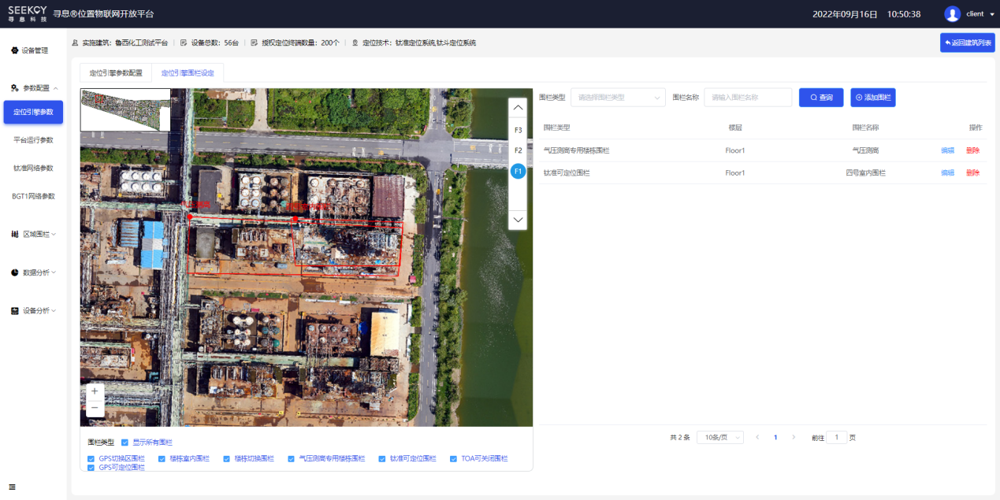 SEEKCY 寻息®位置物联网开放平台 2022年09月16日 10:50:38 client
寻息科技
实施建筑: 鲁西化工测试平台 设备总数: 56台 授权定位终端数量: 200个 定位技术: 钛准定位系统,钛斗定位系统 返回建筑列表
设备管理
参数配置
定位引擎参数
平台运行参数
钛准网络参数
BGT1网络参数
区域围栏
数据分析
设备分析
定位引擎参数配置 定位引擎围栏设定
F3
F2
F1
+
−
围栏类型 请选择围栏类型 围栏名称 请输入围栏名称 查询 添加围栏
围栏类型 楼层 围栏名称 操作
气压测高专用楼栋围栏 Floor1 气压测高 编辑 删除
钛准可定位围栏 Floor1 四号室内围栏 编辑 删除
共 2 条 10条/页 1 前往 1 页
围栏类型 显示所有围栏
GPS切换区围栏 楼栋室内围栏 楼栋切换围栏 气压测高专用楼栋围栏 钛准可定位围栏 TOA可关闭围栏
GPS可定位围栏